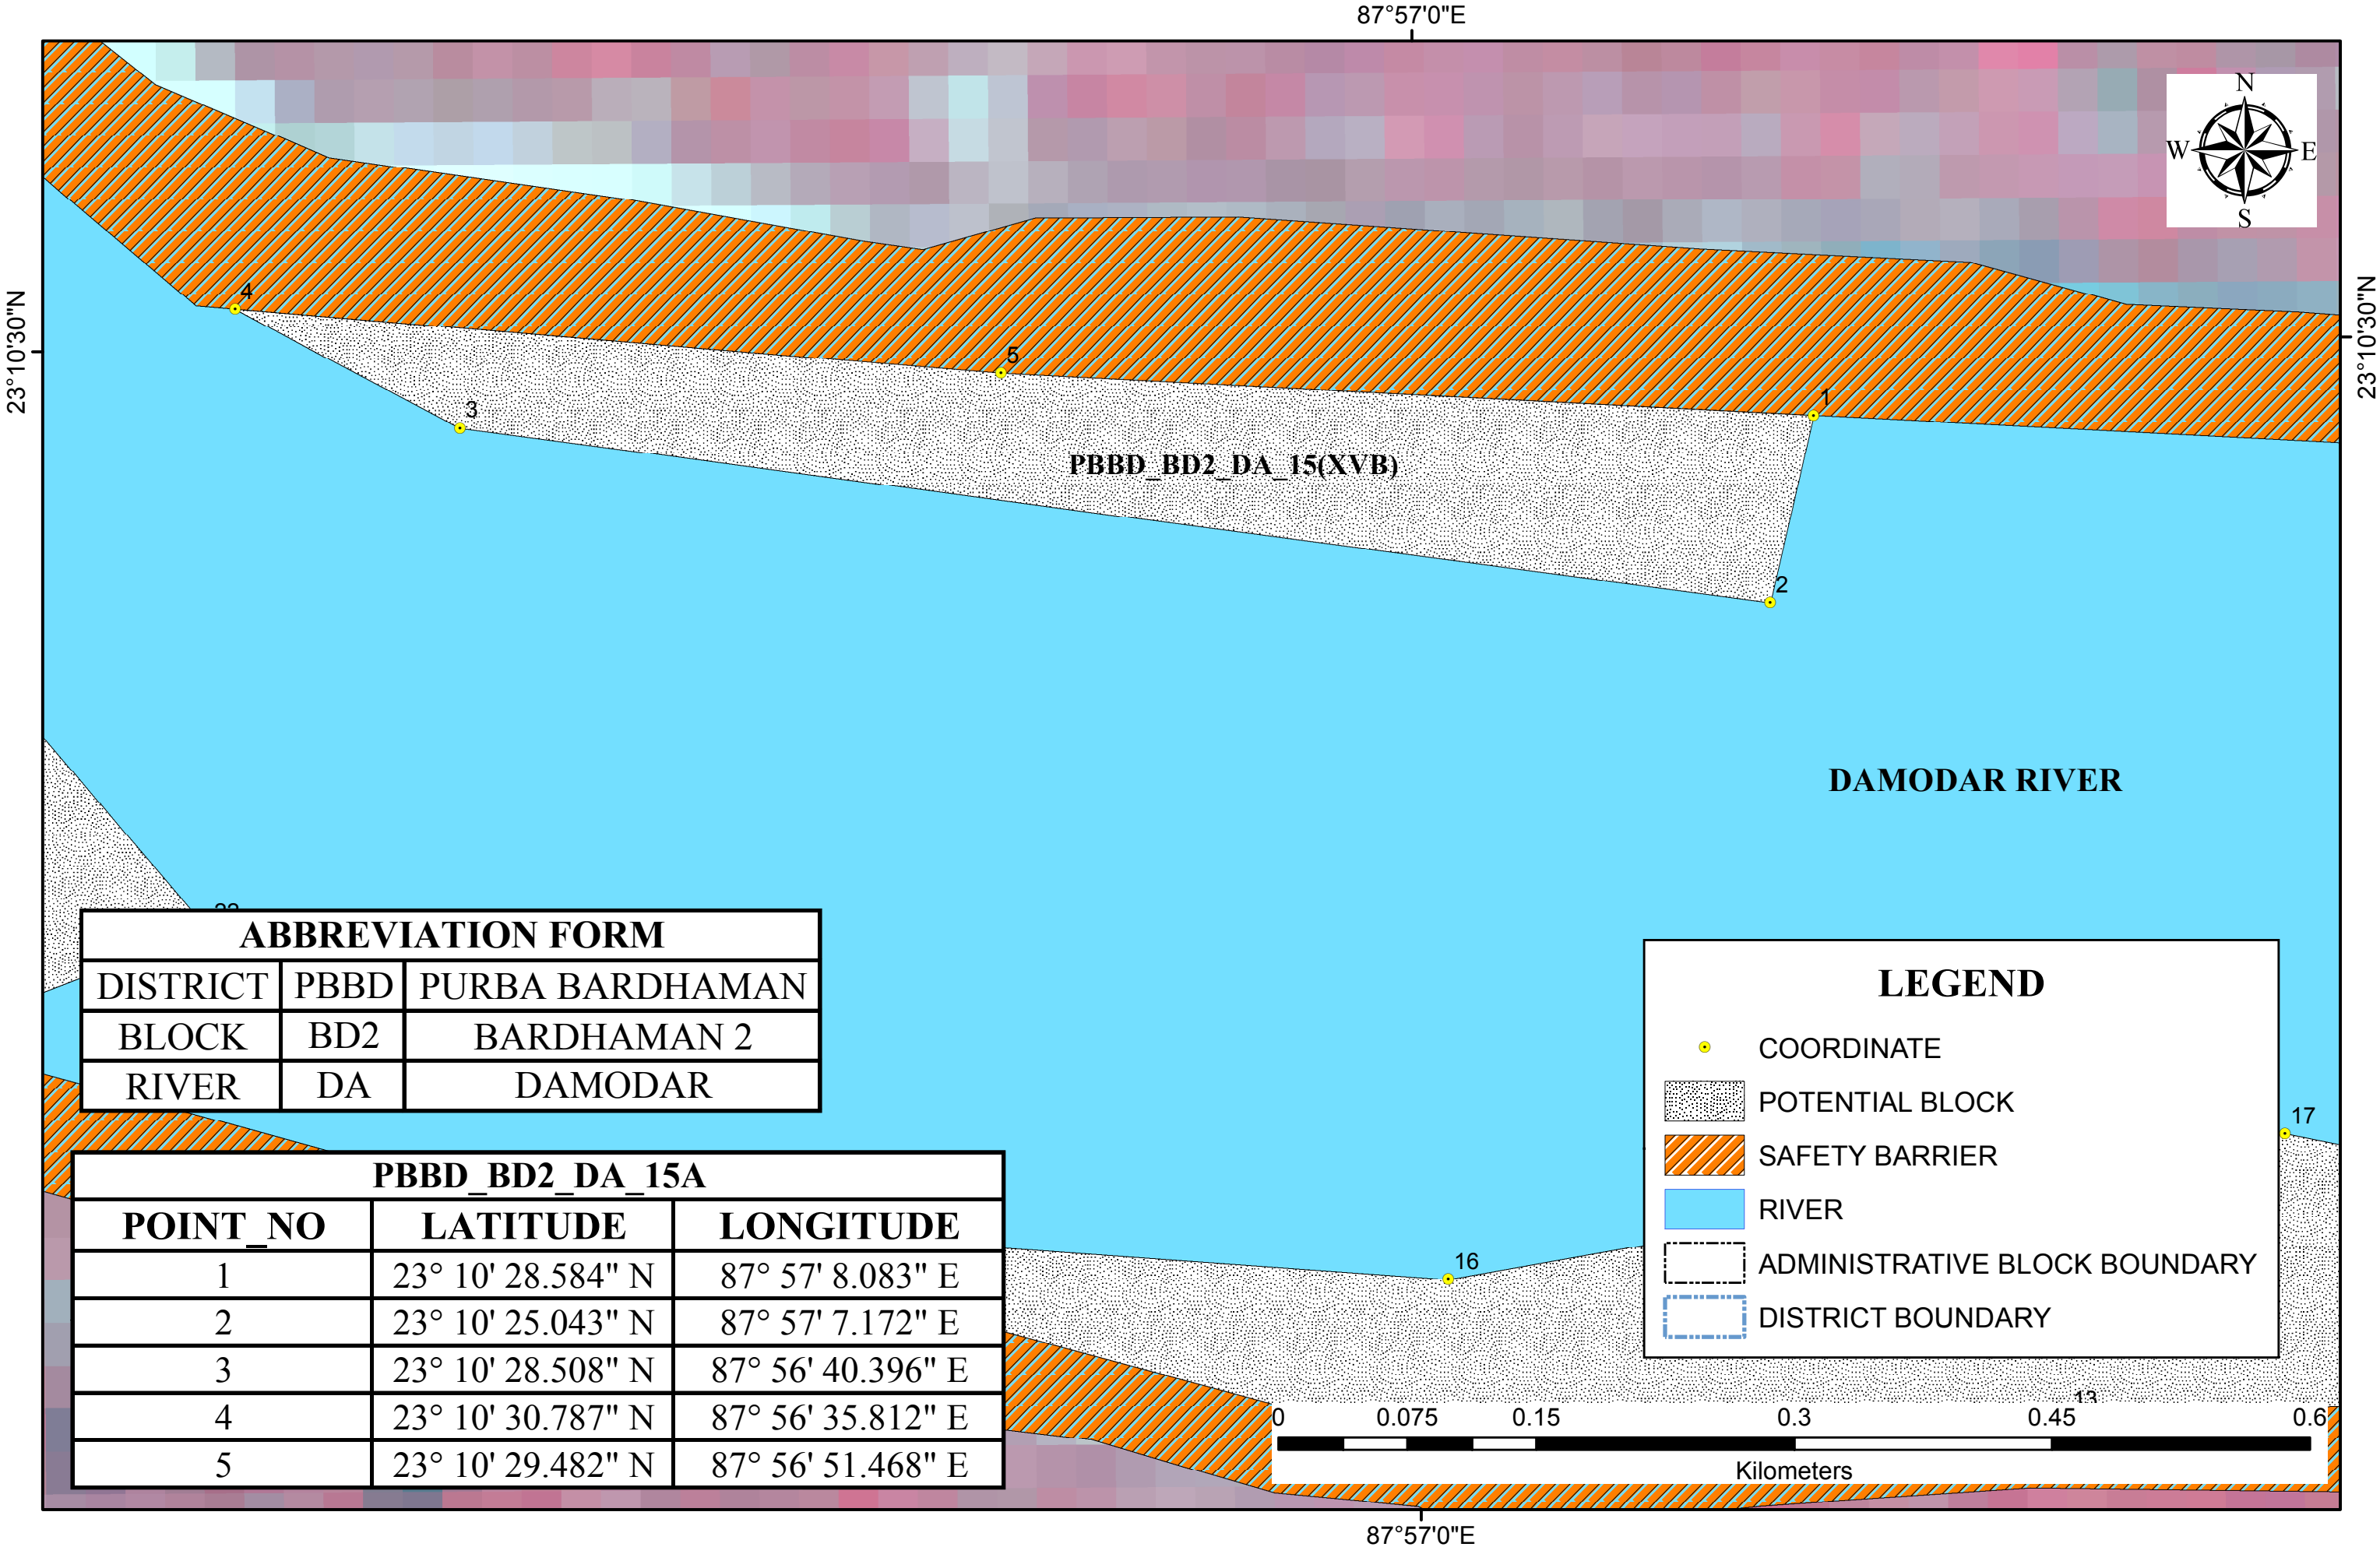 87°57'0"E
N
W E
S
23°10'30"N
23°10'30"N
4
5
1
3
PBBD_BD2_DA_15(XVB)
2
DAMODAR RIVER
ABBREVIATION FORM
DISTRICT PBBD PURBA BARDHAMAN
BLOCK BD2 BARDHAMAN 2
RIVER DA DAMODAR
LEGEND
COORDINATE
POTENTIAL BLOCK
SAFETY BARRIER
RIVER
ADMINISTRATIVE BLOCK BOUNDARY
DISTRICT BOUNDARY
17
16
13
PBBD_BD2_DA_15A
POINT_NO LATITUDE LONGITUDE
1 23° 10' 28.584" N 87° 57' 8.083" E
2 23° 10' 25.043" N 87° 57' 7.172" E
3 23° 10' 28.508" N 87° 56' 40.396" E
4 23° 10' 30.787" N 87° 56' 35.812" E
5 23° 10' 29.482" N 87° 56' 51.468" E
0 0.075 0.15 0.3 0.45 0.6
Kilometers
87°57'0"E